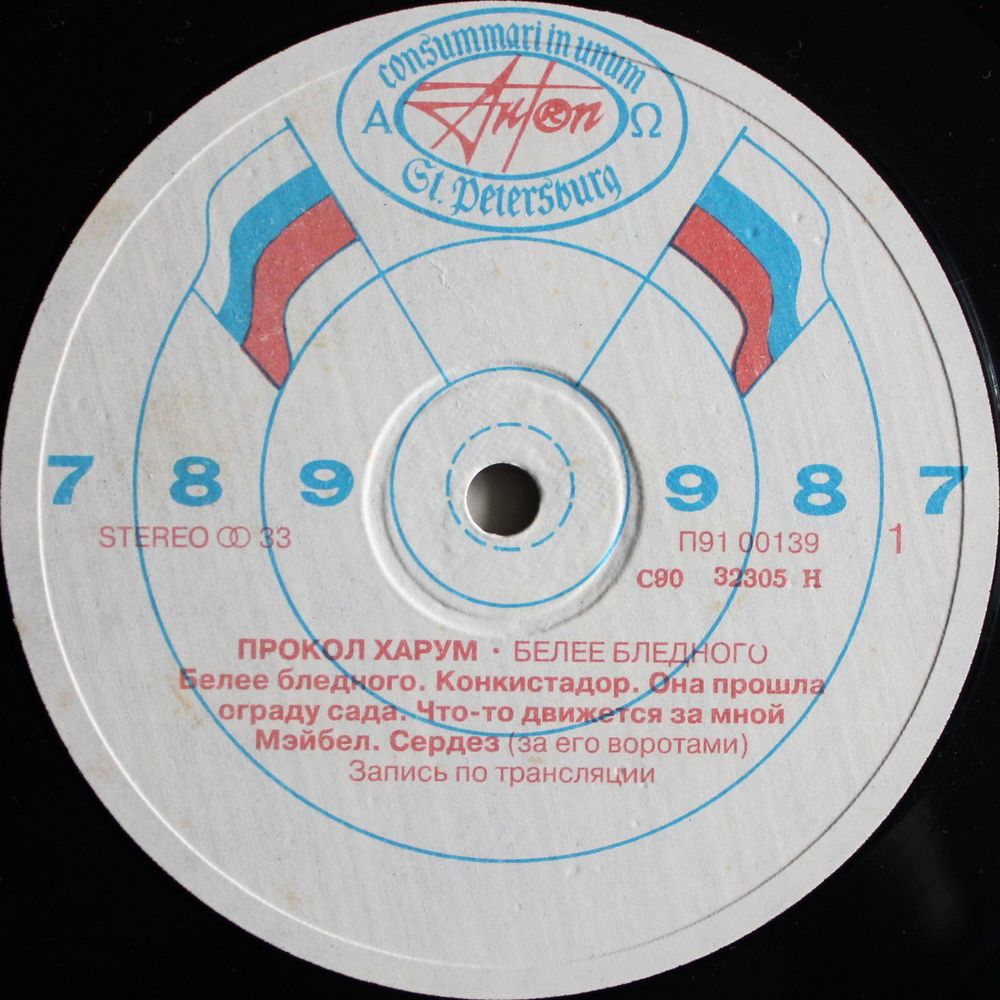 consummari in unum
Α AnTrop Ω
St. Petersburg
7 8 9 9 8 7
STEREO 33 П91 00139 1
С90 32305 Н
ПРОКОЛ ХАРУМ · БЕЛЕЕ БЛЕДНОГО
Белее бледного. Конкистадор. Она прошла
ограду сада. Что-то движется за мной
Мэйбел. Сердез (за его воротами)
Запись по трансляции